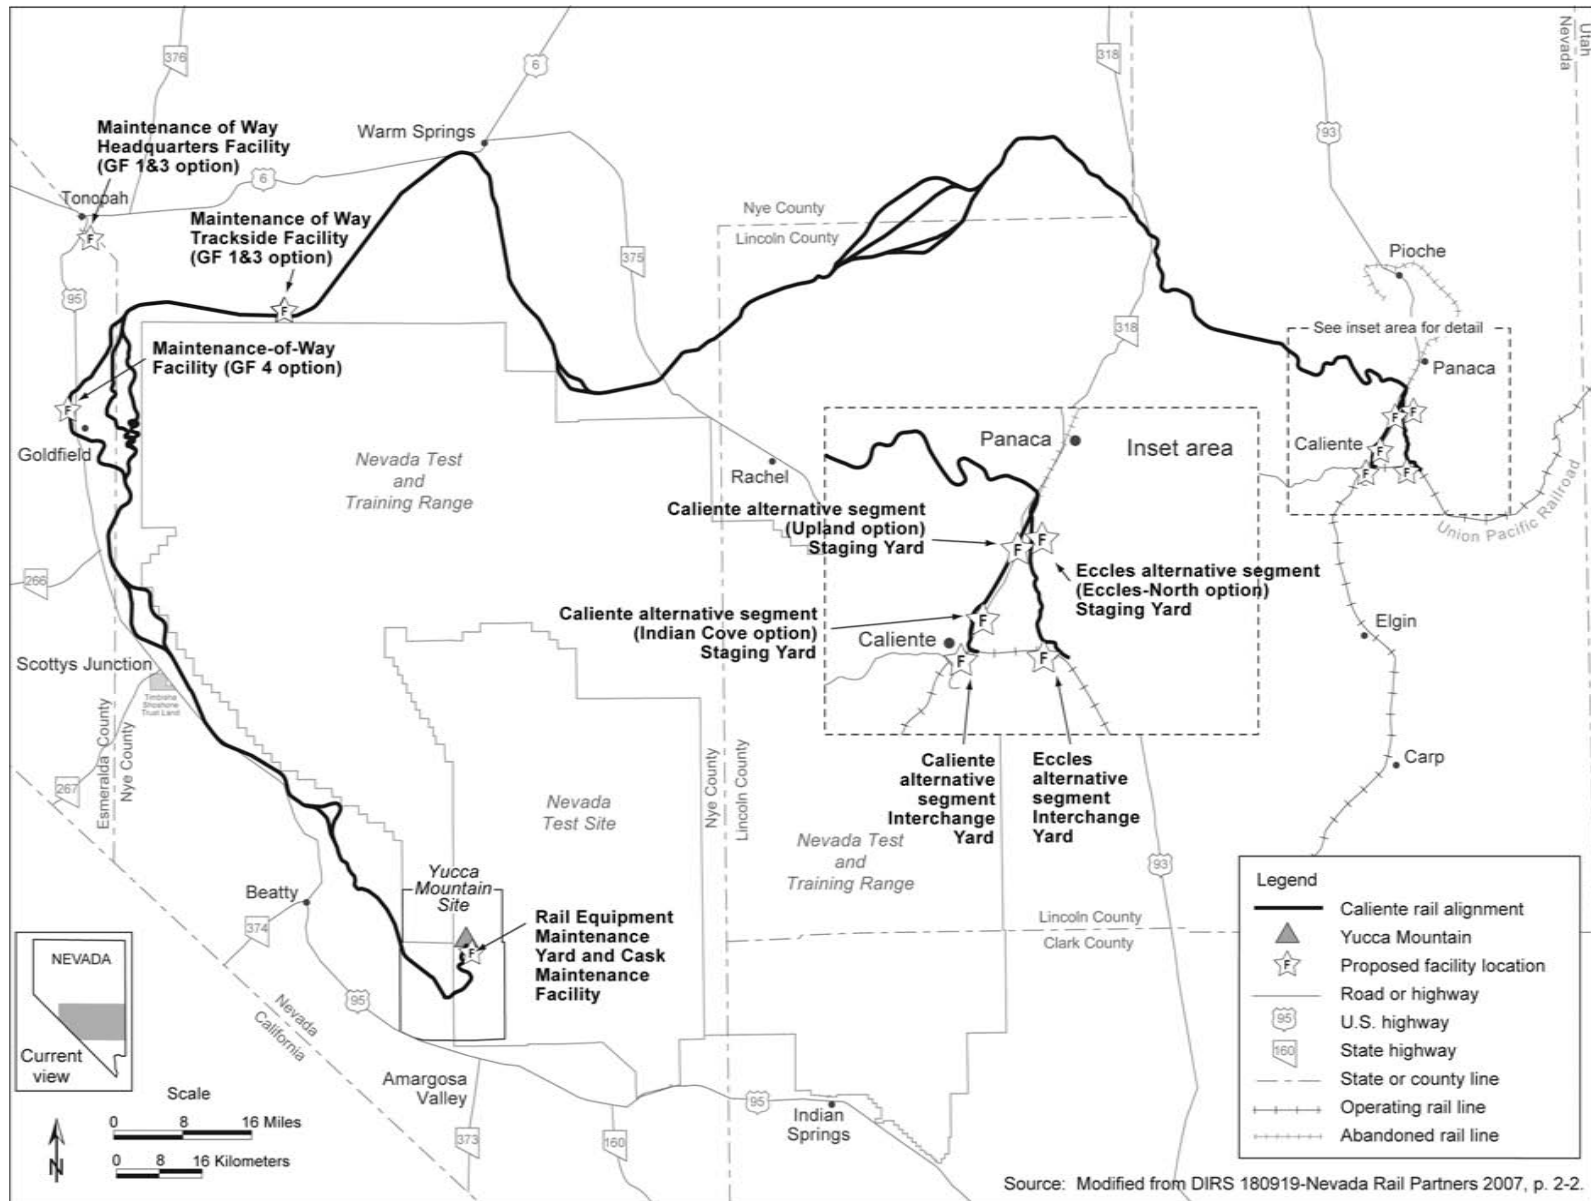 376
6
318
Utah
Nevada
93
Maintenance of Way
Headquarters Facility
(GF 1&3 option)
Warm Springs
6
Tonopah
F
Maintenance of Way
Trackside Facility
(GF 1&3 option)
F
375
Nye County
Lincoln County
Pioche
95
318
See inset area for detail
Panaca
Maintenance-of-Way
Facility (GF 4 option)
F
Goldfield
F
F
Caliente
F
F
F
Union Pacific Railroad
Nevada Test
and
Training Range
Rachel
Panaca
Inset area
Caliente alternative segment
(Upland option)
Staging Yard
F
F
Eccles alternative segment
(Eccles-North option)
Staging Yard
Caliente alternative segment
(Indian Cove option)
Staging Yard
F
Caliente
F
F
Caliente
alternative
segment
Interchange
Yard
Eccles
alternative
segment
Interchange
Yard
266
Scottys Junction
Timbisha
Shoshone
Trust Land
Esmeralda County
Nye County
267
Elgin
Carp
Nye County
Lincoln County
Nevada
Test Site
Nevada Test
and
Training Range
93
Yucca
Mountain
Site
Beatty
374
F
Rail Equipment
Maintenance
Yard and Cask
Maintenance
Facility
Lincoln County
Clark County
95
Nevada
California
Amargosa
Valley
373
160
95
Indian
Springs
NEVADA
Current
view
Scale
0 8 16 Miles
0 8 16 Kilometers
N
Legend
Caliente rail alignment
Yucca Mountain
F Proposed facility location
Road or highway
95 U.S. highway
160 State highway
State or county line
Operating rail line
Abandoned rail line
Source: Modified from DIRS 180919-Nevada Rail Partners 2007, p. 2-2.